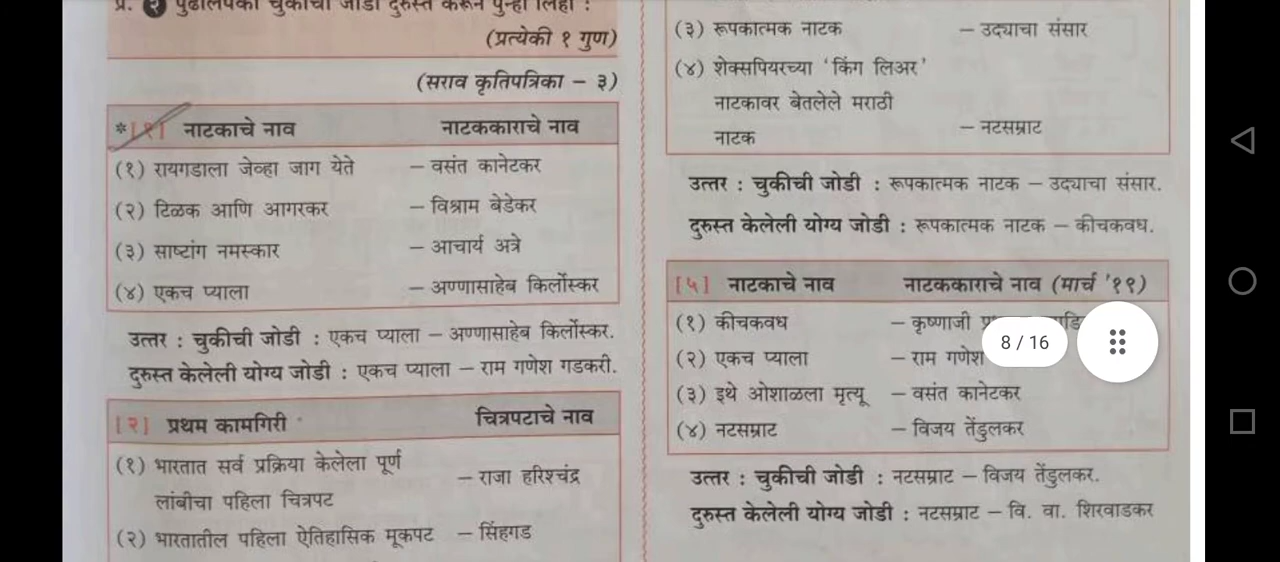 प्र. २ पुढीलपैकी चुकीची जोडी दुरुस्त करून पुन्हा लिहा :
(प्रत्येकी १ गुण)
(सराव कृतिपत्रिका – ३)
* [१] नाटकाचे नाव नाटककाराचे नाव
(१) रायगडाला जेव्हा जाग येते – वसंत कानेटकर
(२) टिळक आणि आगरकर – विश्राम बेडेकर
(३) साष्टांग नमस्कार – आचार्य अत्रे
(४) एकच प्याला – अण्णासाहेब किर्लोस्कर
उत्तर : चुकीची जोडी : एकच प्याला – अण्णासाहेब किर्लोस्कर.
दुरुस्त केलेली योग्य जोडी : एकच प्याला – राम गणेश गडकरी.
[२] प्रथम कामगिरी चित्रपटाचे नाव
(१) भारतात सर्व प्रक्रिया केलेला पूर्ण
लांबीचा पहिला चित्रपट – राजा हरिश्चंद्र
(२) भारतातील पहिला ऐतिहासिक मूकपट – सिंहगड
(३) रूपकात्मक नाटक – उद्याचा संसार
(४) शेक्सपियरच्या ‘किंग लिअर’
नाटकावर बेतलेले मराठी
नाटक – नटसम्राट
उत्तर : चुकीची जोडी : रूपकात्मक नाटक – उद्याचा संसार.
दुरुस्त केलेली योग्य जोडी : रूपकात्मक नाटक – कीचकवध.
[५] नाटकाचे नाव नाटककाराचे नाव (मार्च '१९)
(१) कीचकवध – कृष्णाजी
(२) एकच प्याला – राम गणेश
(३) इथे ओशाळला मृत्यू – वसंत कानेटकर
(४) नटसम्राट – विजय तेंडुलकर
उत्तर : चुकीची जोडी : नटसम्राट – विजय तेंडुलकर.
दुरुस्त केलेली योग्य जोडी : नटसम्राट – वि. वा. शिरवाडकर
8 / 16